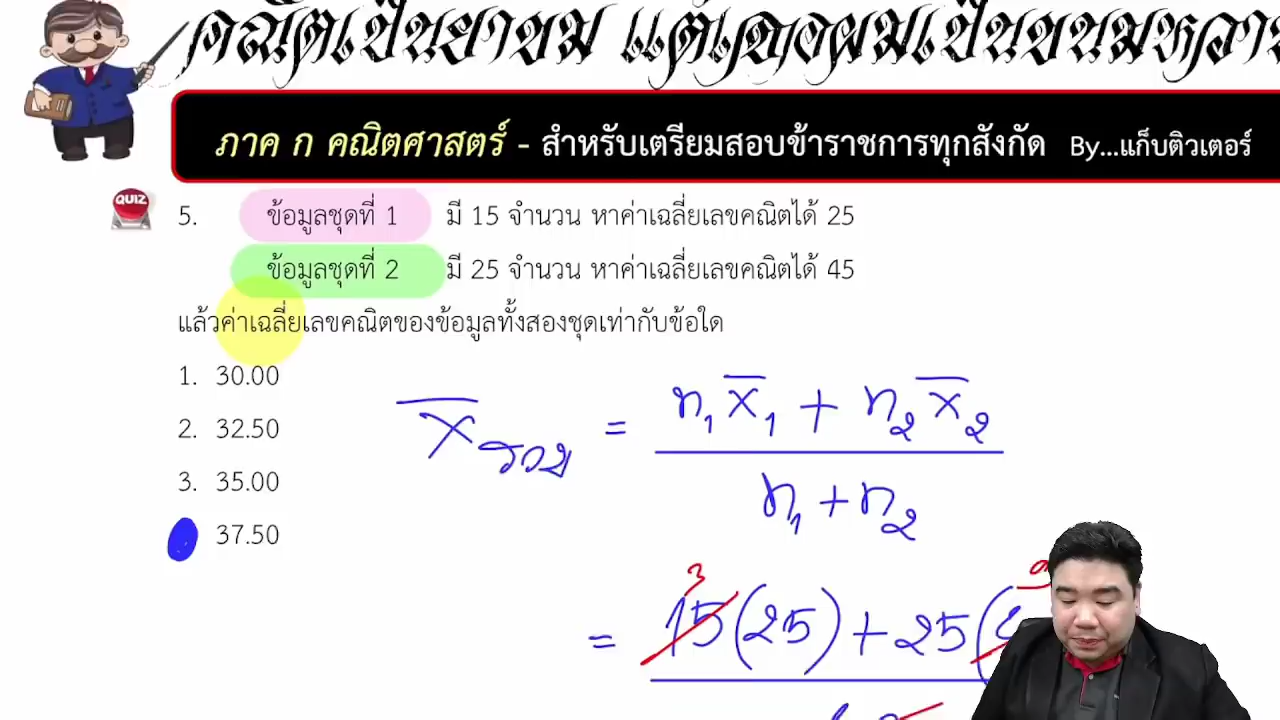 คณิตเป็นยาขม แต่เจอผมเป็นขนมหวาน
ภาค ก คณิตศาสตร์ - สำหรับเตรียมสอบข้าราชการทุกสังกัด By...แก็บติวเตอร์
QUIZ
5. ข้อมูลชุดที่ 1 มี 15 จำนวน หาค่าเฉลี่ยเลขคณิตได้ 25
ข้อมูลชุดที่ 2 มี 25 จำนวน หาค่าเฉลี่ยเลขคณิตได้ 45
แล้วค่าเฉลี่ยเลขคณิตของข้อมูลทั้งสองชุดเท่ากับข้อใด
1. 30.00
2. 32.50
3. 35.00
37.50
x̄รวม = n₁x̄₁ + n₂x̄₂
n₁ + n₂
3
= 15(25) + 25(